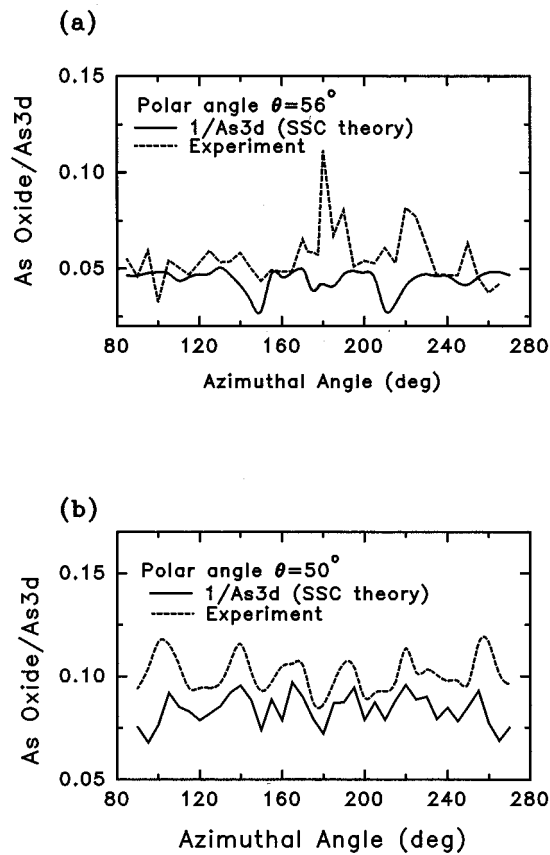 (a)
0.15
Polar angle θ=56°
1/As3d (SSC theory)
Experiment
0.10
0.05
As Oxide/As3d
80 120 160 200 240 280
Azimuthal Angle (deg)
(b)
0.15
Polar angle θ=50°
1/As3d (SSC theory)
Experiment
0.10
0.05
As Oxide/As3d
80 120 160 200 240 280
Azimuthal Angle (deg)